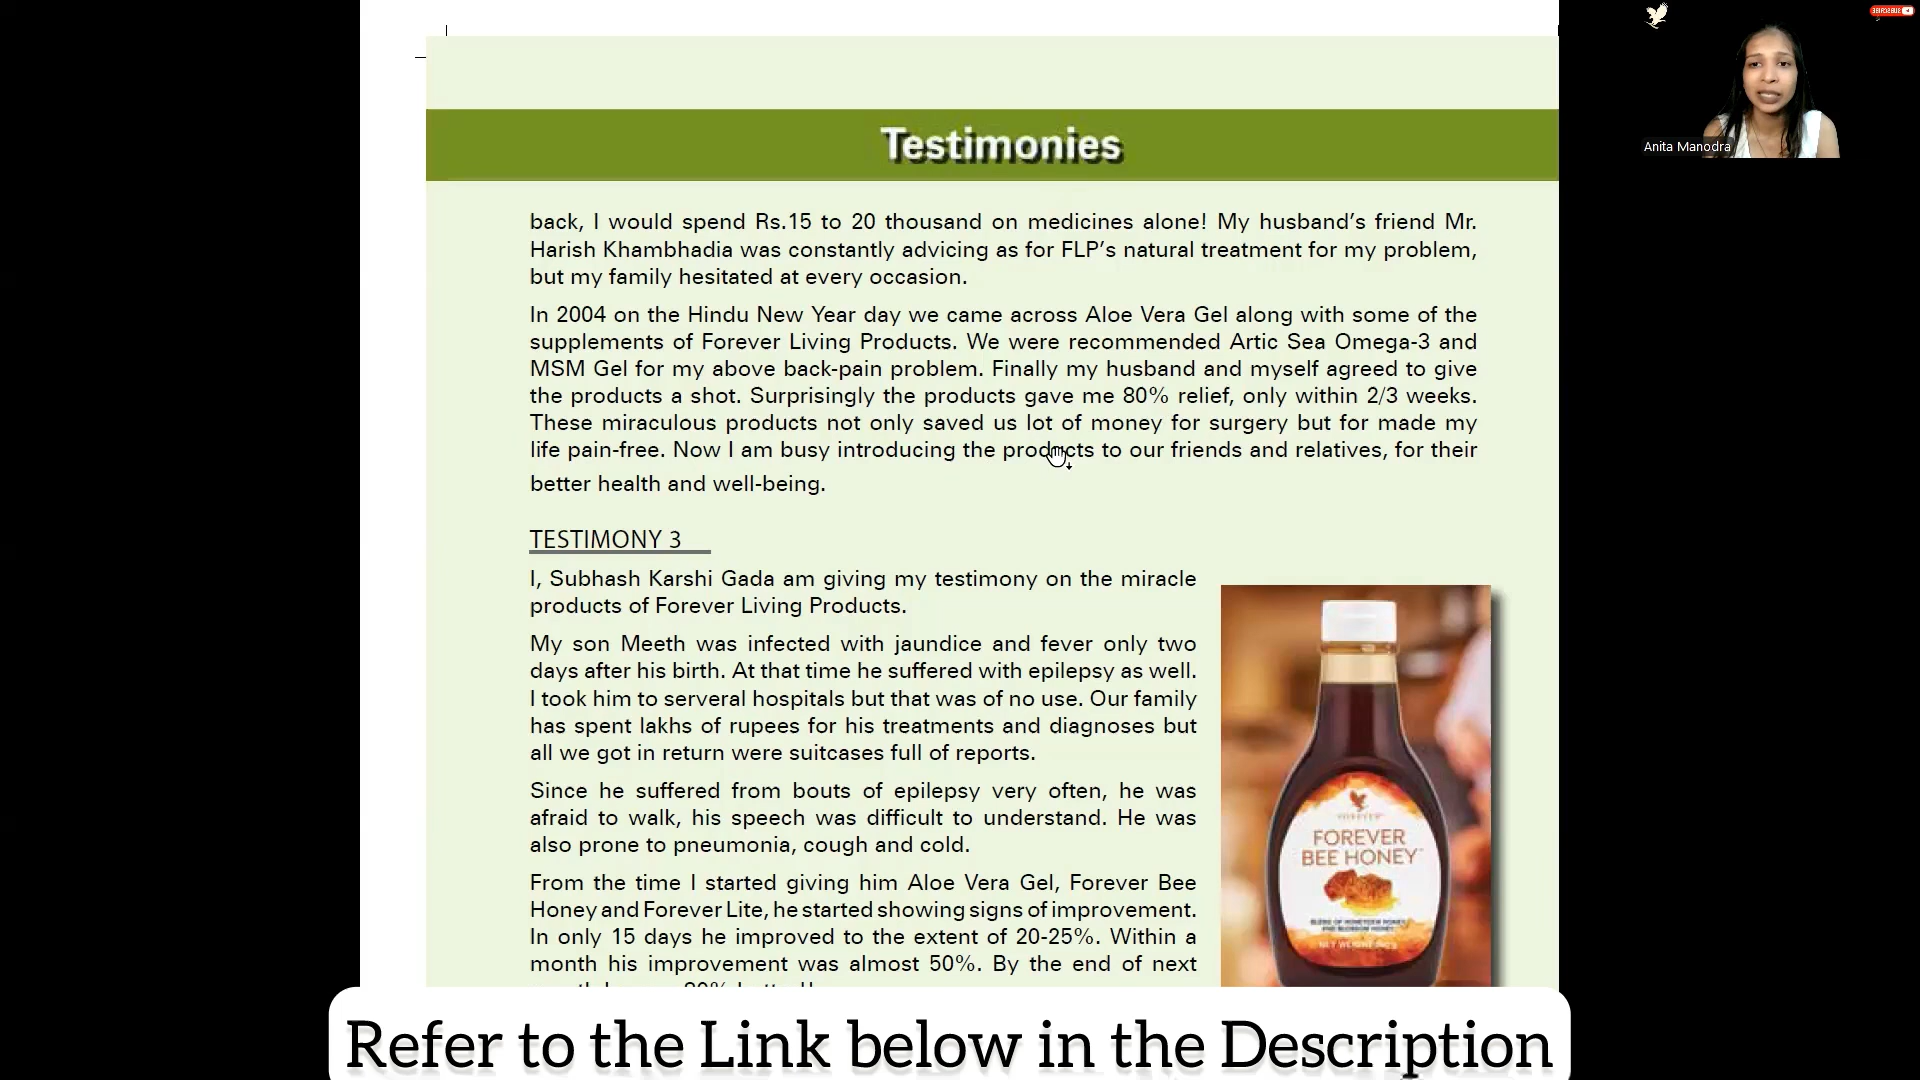 Testimonies
Anita Manodra
back, I would spend Rs.15 to 20 thousand on medicines alone! My husband's friend Mr.
Harish Khambhadia was constantly advicing as for FLP's natural treatment for my problem,
but my family hesitated at every occasion.
In 2004 on the Hindu New Year day we came across Aloe Vera Gel along with some of the
supplements of Forever Living Products. We were recommended Artic Sea Omega-3 and
MSM Gel for my above back-pain problem. Finally my husband and myself agreed to give
the products a shot. Surprisingly the products gave me 80% relief, only within 2/3 weeks.
These miraculous products not only saved us lot of money for surgery but for made my
life pain-free. Now I am busy introducing the products to our friends and relatives, for their
better health and well-being.
TESTIMONY 3
I, Subhash Karshi Gada am giving my testimony on the miracle
products of Forever Living Products.
My son Meeth was infected with jaundice and fever only two
days after his birth. At that time he suffered with epilepsy as well.
I took him to serveral hospitals but that was of no use. Our family
has spent lakhs of rupees for his treatments and diagnoses but
all we got in return were suitcases full of reports.
Since he suffered from bouts of epilepsy very often, he was
afraid to walk, his speech was difficult to understand. He was
also prone to pneumonia, cough and cold.
From the time I started giving him Aloe Vera Gel, Forever Bee
Honey and Forever Lite, he started showing signs of improvement.
In only 15 days he improved to the extent of 20-25%. Within a
month his improvement was almost 50%. By the end of next
FOREVER
FOREVER
BEE HONEY™
Refer to the Link below in the Description